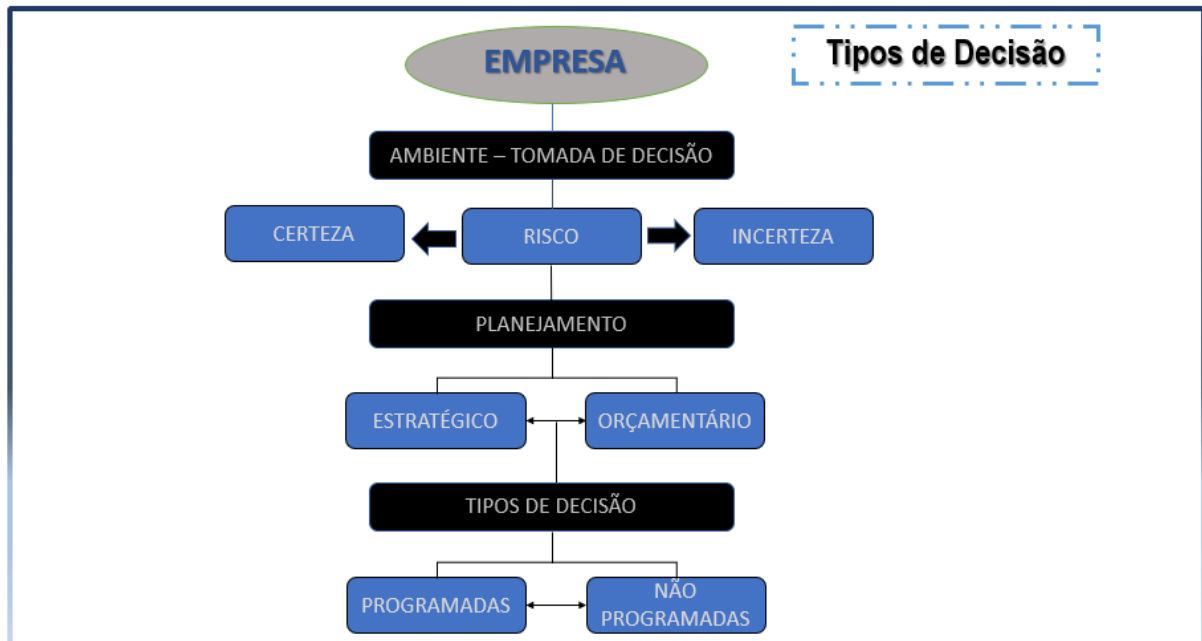 EMPRESA
Tipos de Decisão
AMBIENTE – TOMADA DE DECISÃO
CERTEZA
RISCO
INCERTEZA
PLANEJAMENTO
ESTRATÉGICO
ORÇAMENTÁRIO
TIPOS DE DECISÃO
PROGRAMADAS
NÃO
PROGRAMADAS